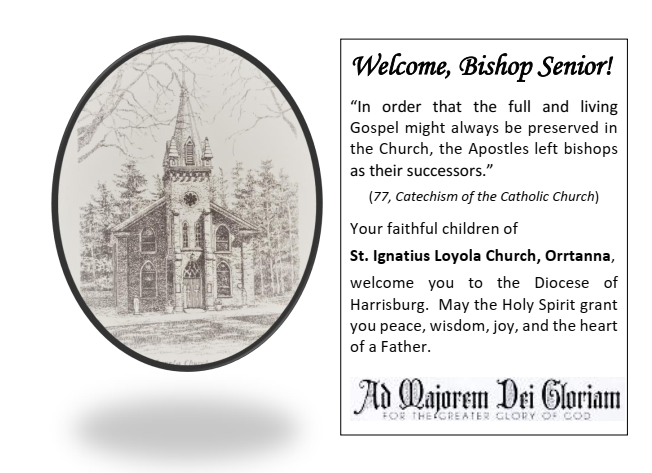 Welcome, Bishop Senior!
“In order that the full and living
Gospel might always be preserved in
the Church, the Apostles left bishops
as their successors.”
(77, Catechism of the Catholic Church)
Your faithful children of
St. Ignatius Loyola Church, Orrtanna,
welcome you to the Diocese of
Harrisburg. May the Holy Spirit grant
you peace, wisdom, joy, and the heart
of a Father.
Ad Majorem Dei Gloriam
FOR THE GREATER GLORY OF GOD